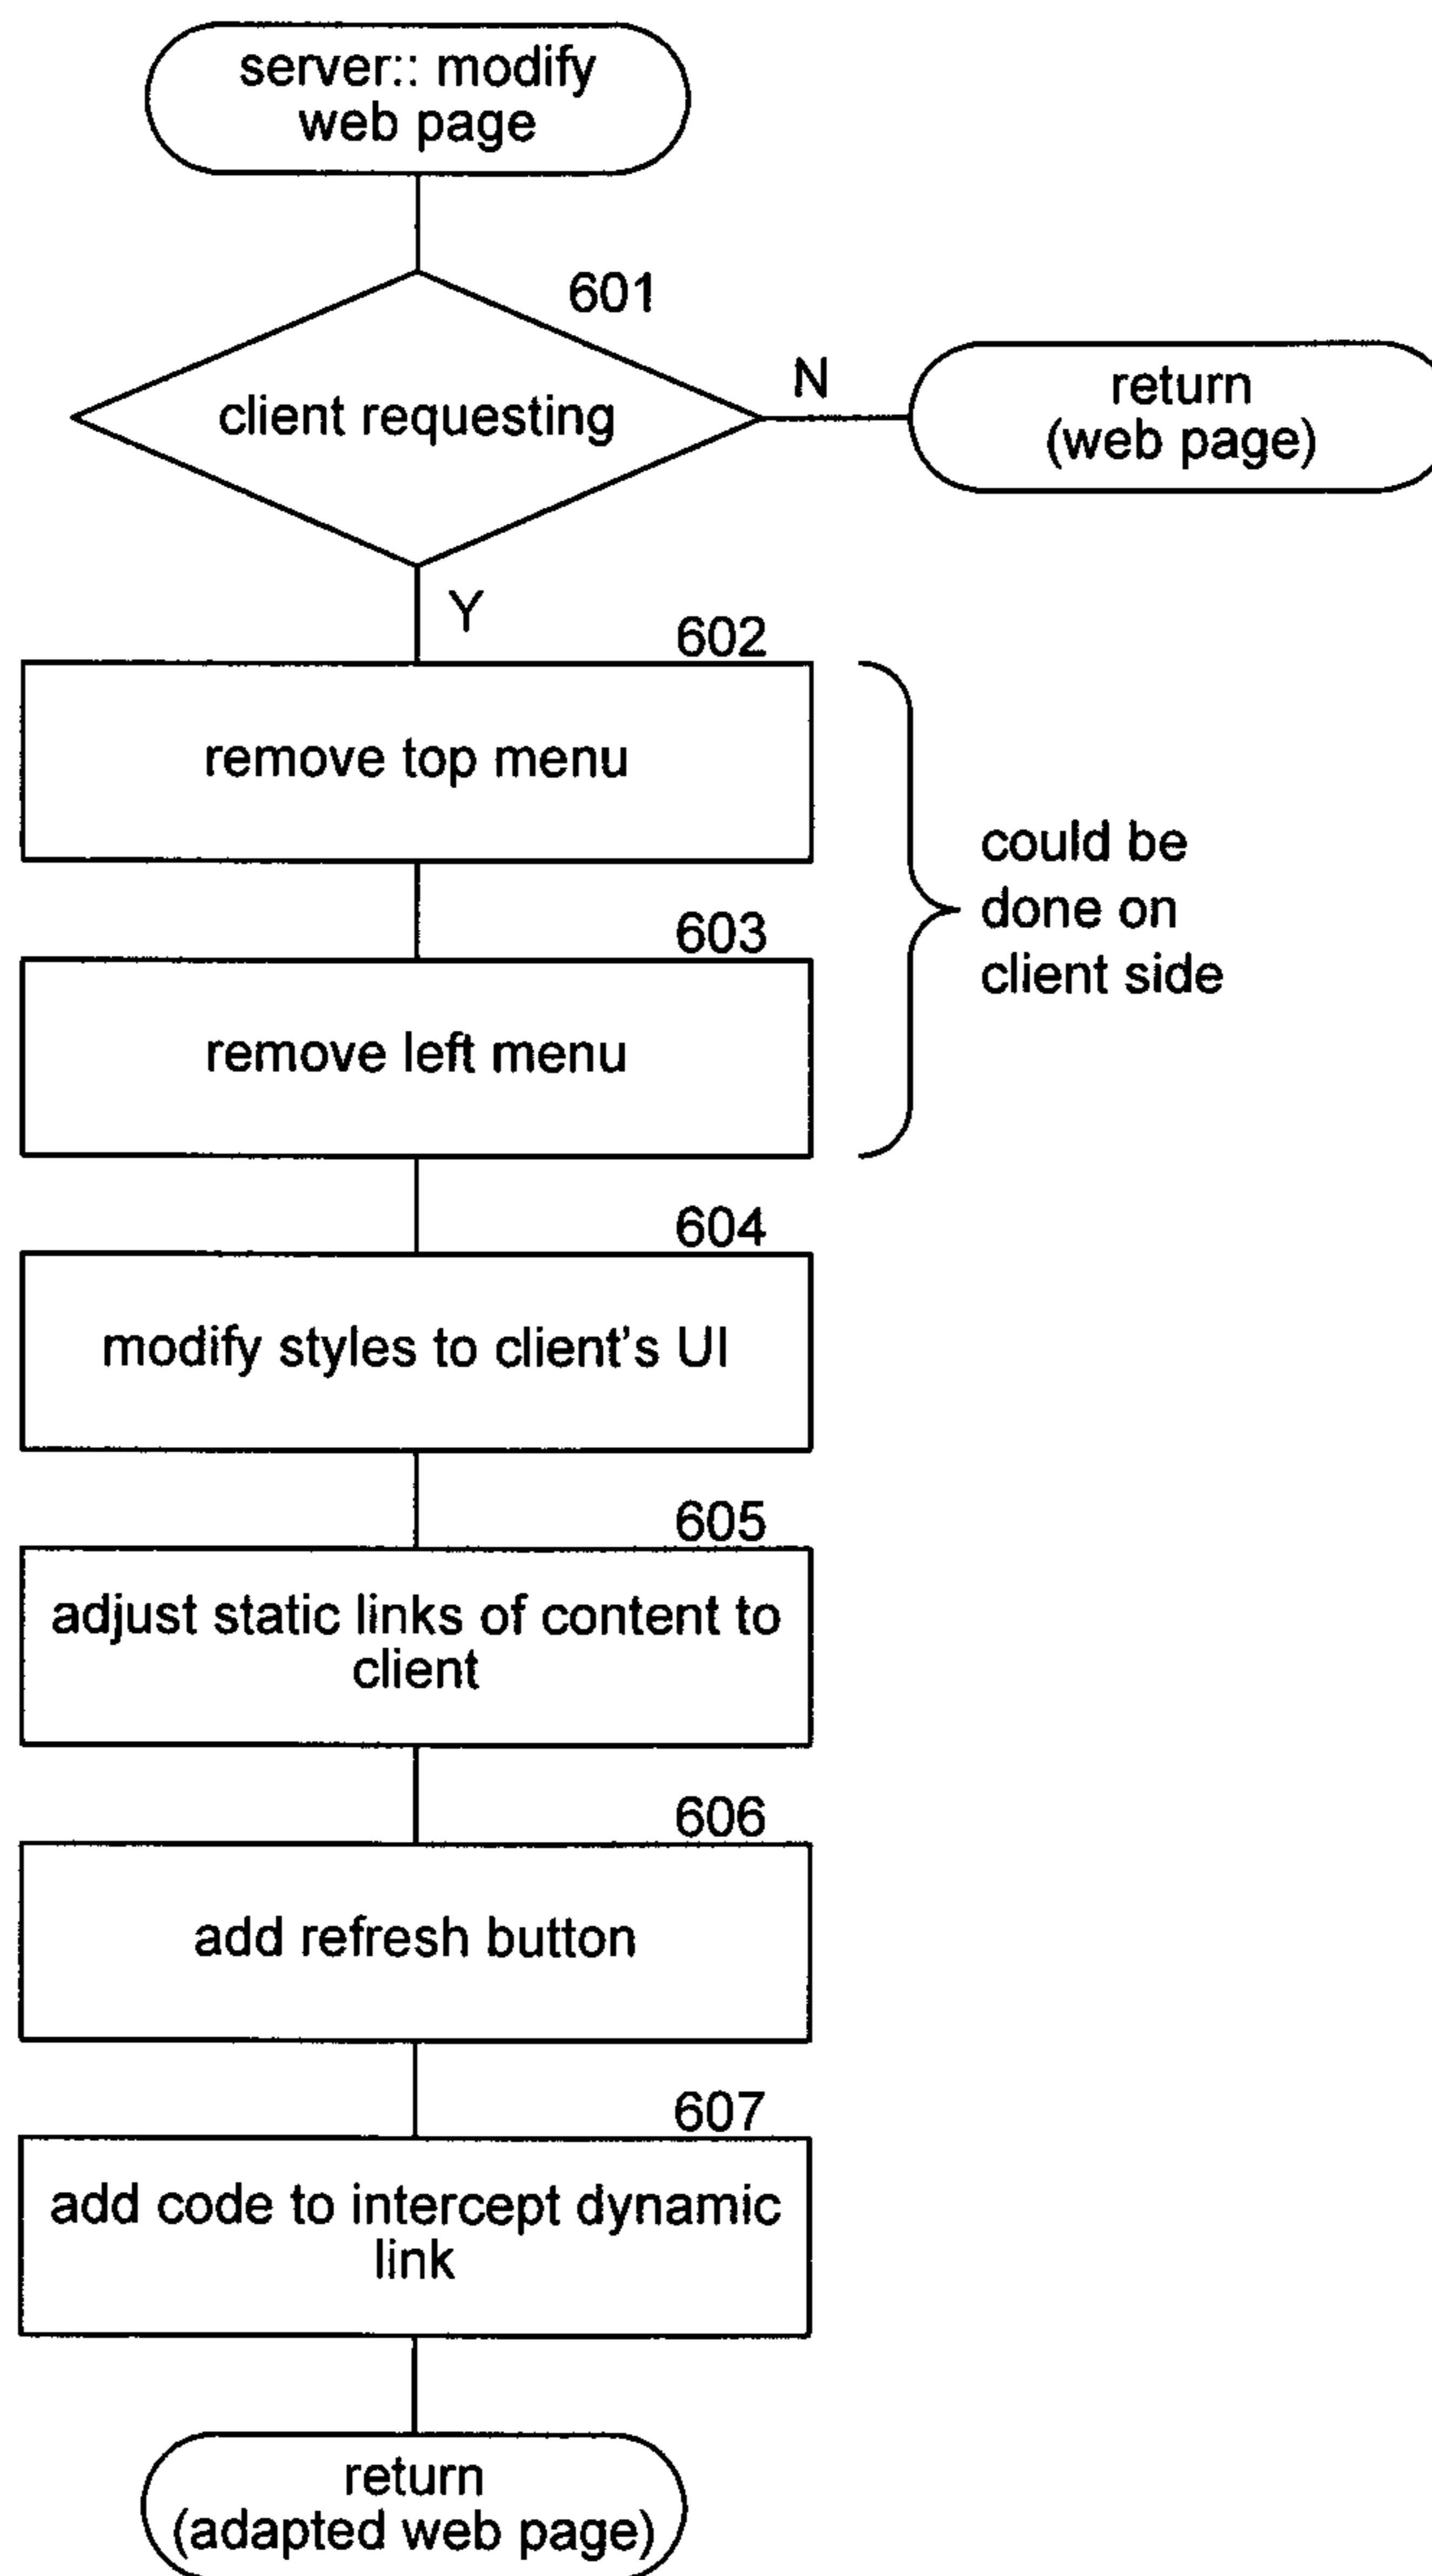 server:: modify
web page
601
client requesting
N
return
(web page)
Y
602
remove top menu
could be
done on
client side
603
remove left menu
604
modify styles to client's UI
605
adjust static links of content to
client
606
add refresh button
607
add code to intercept dynamic
link
return
(adapted web page)